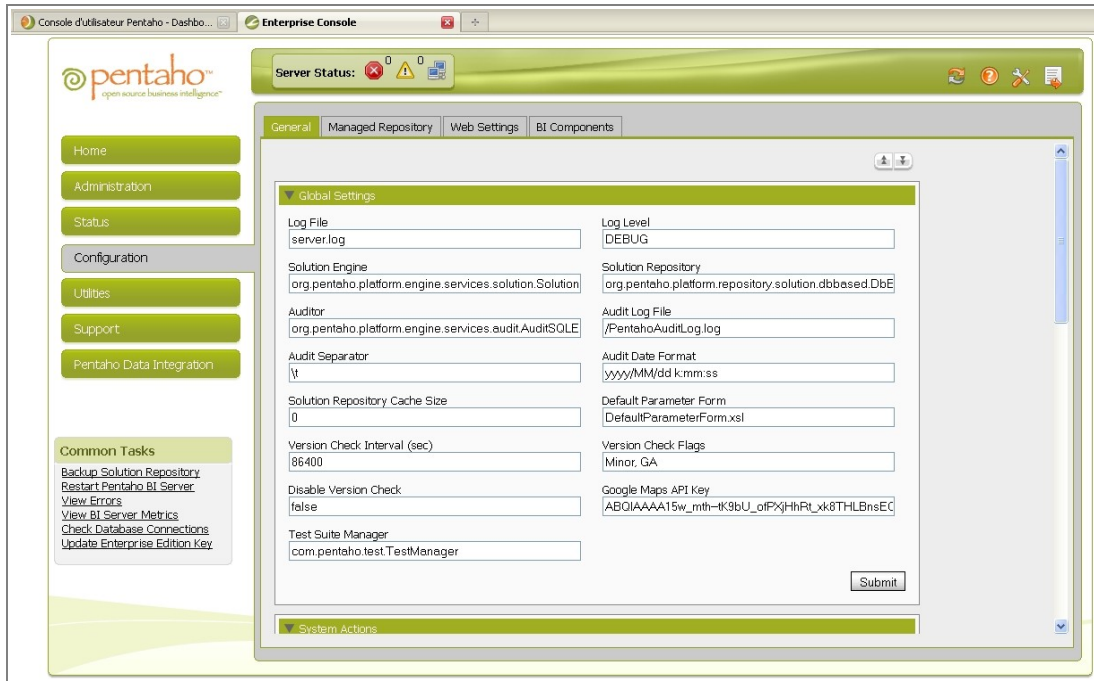 Console d'utilisateur Pentaho - Dashbo...
Enterprise Console
pentaho™
open source business intelligence™
Server Status: 0 0
General
Managed Repository
Web Settings
BI Components
Home
Administration
Status
Configuration
Utilities
Support
Pentaho Data Integration
Common Tasks
Backup Solution Repository
Restart Pentaho BI Server
View Errors
View BI Server Metrics
Check Database Connections
Update Enterprise Edition Key
Global Settings
Log File
server.log
Log Level
DEBUG
Solution Engine
org.pentaho.platform.engine.services.solution.Solution
Solution Repository
org.pentaho.platform.repository.solution.dbbased.DbE
Auditor
org.pentaho.platform.engine.services.audit.AuditSQLE
Audit Log File
/PentahoAuditLog.log
Audit Separator
\t
Audit Date Format
yyyy/MM/dd k:mm:ss
Solution Repository Cache Size
0
Default Parameter Form
DefaultParameterForm.xsl
Version Check Interval (sec)
86400
Version Check Flags
Minor, GA
Disable Version Check
false
Google Maps API Key
Test Suite Manager
com.pentaho.test.TestManager
Submit
System Actions